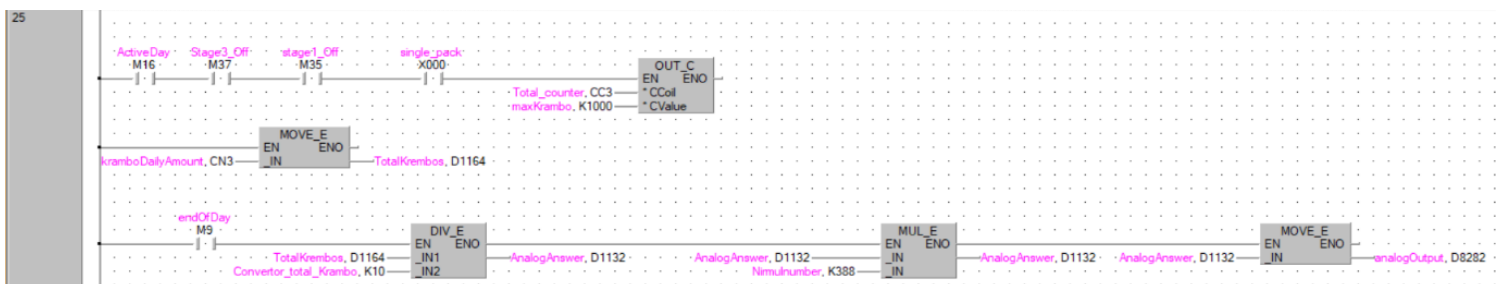 25
ActiveDay Stage3_Off stage1_Off single_pack
M16 M37 M35 X000 OUT_C
EN ENO
Total_counter, CC3 * CCoil
maxKrambo, K1000 * CValue
MOVE_E
EN ENO
kramboDailyAmount, CN3 _IN TotalKrembos, D1164
endOfDay
M9 DIV_E MUL_E MOVE_E
EN ENO EN ENO EN ENO
TotalKrembos, D1164 _IN1 AnalogAnswer, D1132 AnalogAnswer, D1132 _IN AnalogAnswer, D1132 AnalogAnswer, D1132 _IN analogOutput, D8282
Convertor_total_Krambo, K10 _IN2 Nirmulnumber, K388 _IN